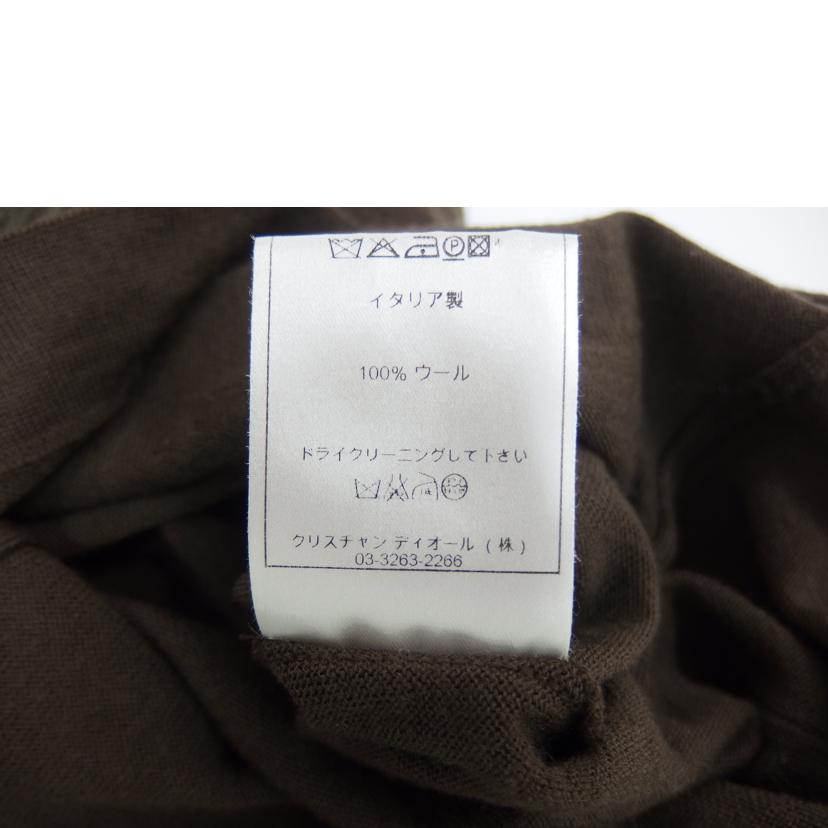 イタリア製
100% ウール
ドライクリーニングして下さい
クリスチャン ディオール (株)
03-3263-2266